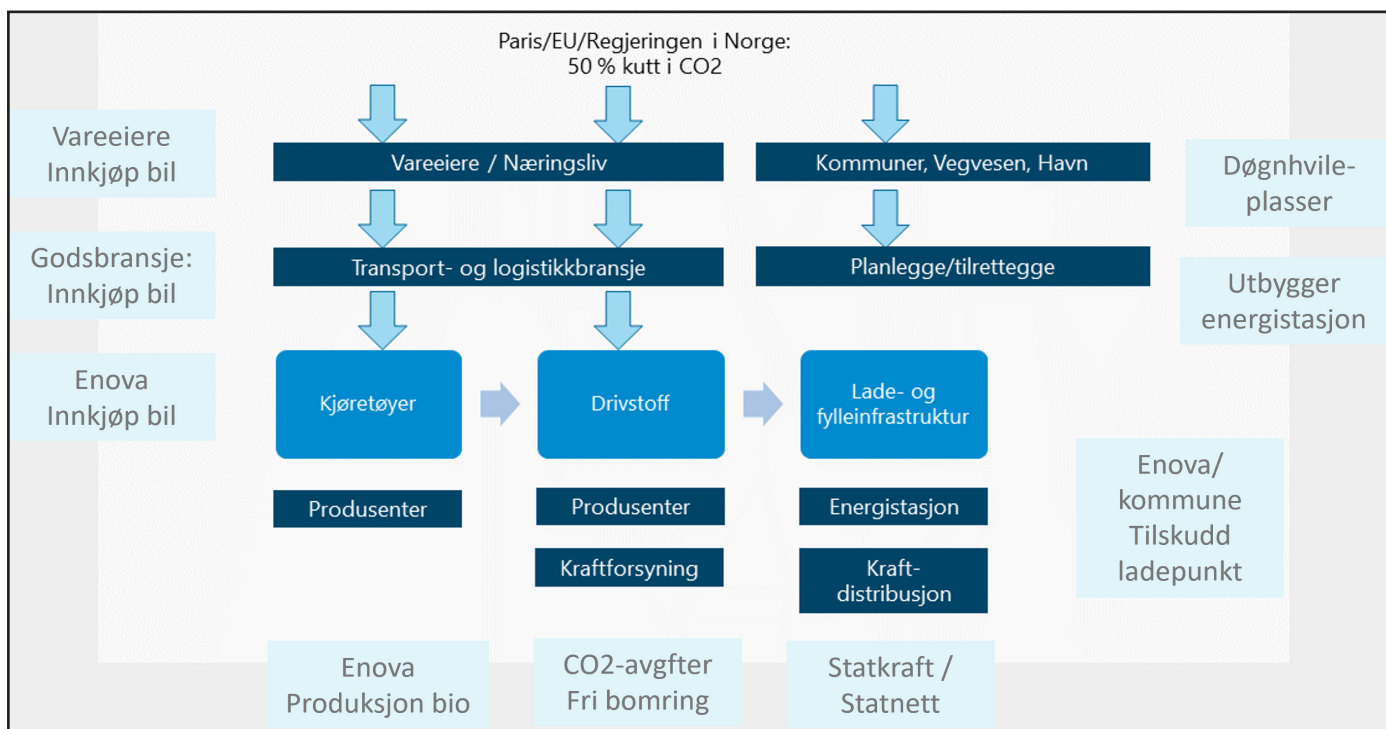 Paris/EU/Regjeringen i Norge:
50 % kutt i CO2
Vareeiere
Innkjøp bil
Vareeiere / Næringsliv
Kommuner, Vegvesen, Havn
Døgnhvile-
plasser
Godsbransje:
Innkjøp bil
Transport- og logistikkbransje
Planlegge/tilrettegge
Utbygger
energistasjon
Enova
Innkjøp bil
Kjøretøyer
Drivstoff
Lade- og
fylleinfrastruktur
Enova/
kommune
Tilskudd
ladepunkt
Produsenter
Produsenter
Energistasjon
Kraftforsyning
Kraft-
distribusjon
Enova
Produksjon bio
CO2-avgfter
Fri bomring
Statkraft /
Statnett